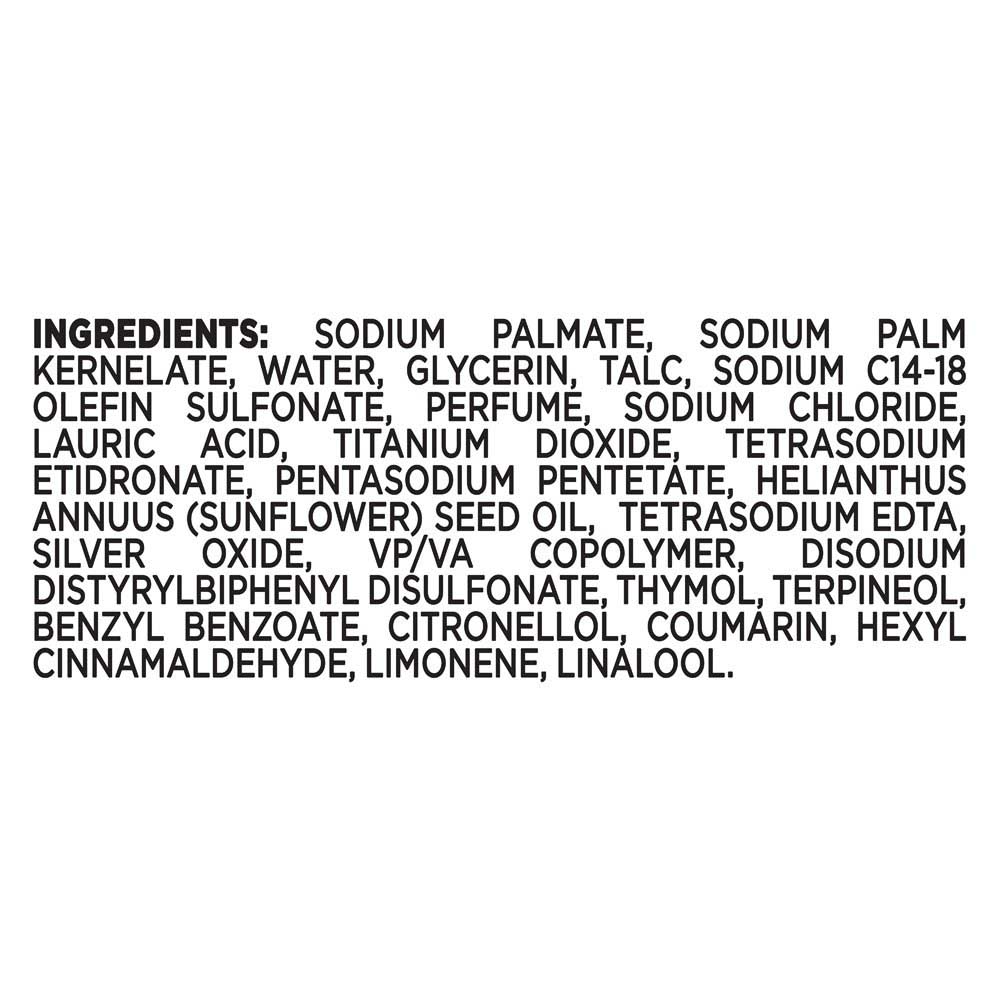 INGREDIENTS: SODIUM PALMATE, SODIUM PALM
KERNELATE, WATER, GLYCERIN, TALC, SODIUM C14-18
OLEFIN SULFONATE, PERFUME, SODIUM CHLORIDE,
LAURIC ACID, TITANIUM DIOXIDE, TETRASODIUM
ETIDRONATE, PENTASODIUM PENTETATE, HELIANTHUS
ANNUUS (SUNFLOWER) SEED OIL, TETRASODIUM EDTA,
SILVER OXIDE, VP/VA COPOLYMER, DISODIUM
DISTYRYLBIPHENYL DISULFONATE, THYMOL, TERPINEOL,
BENZYL BENZOATE, CITRONELLOL, COUMARIN, HEXYL
CINNAMALDEHYDE, LIMONENE, LINALOOL.